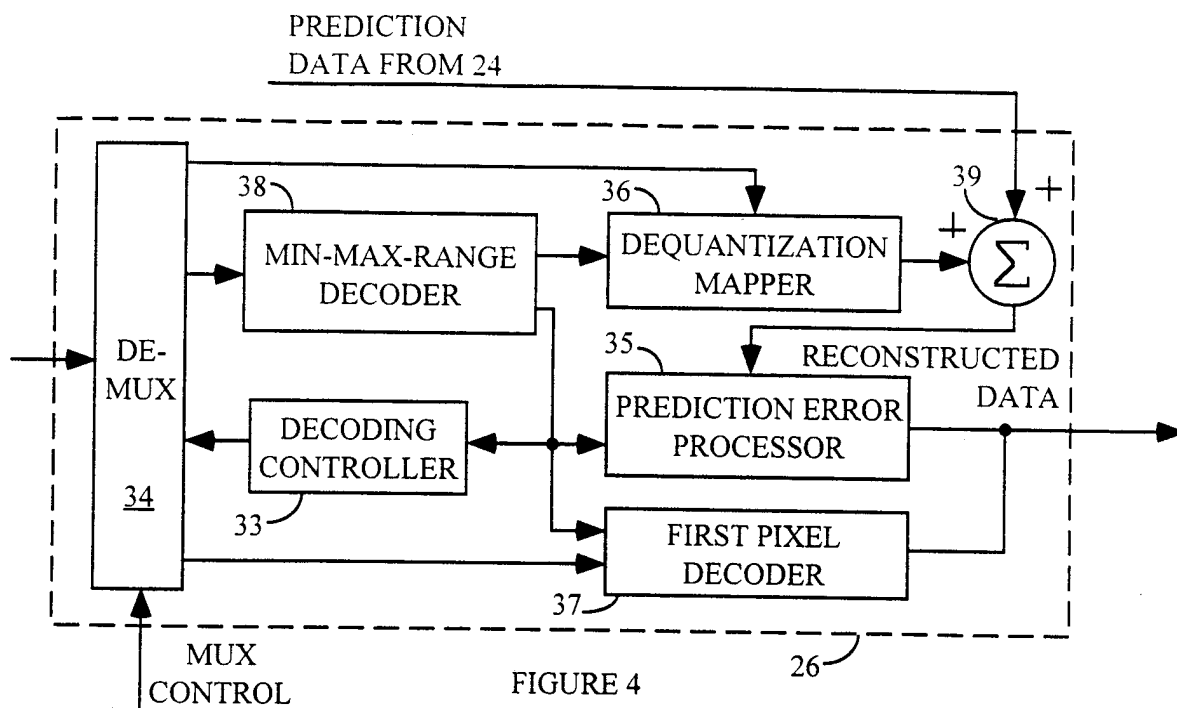 PREDICTION
DATA FROM 24
38
MIN-MAX-RANGE
DECODER
36
DEQUANTIZATION
MAPPER
39
+
+
Σ
DE-
MUX
34
DECODING
CONTROLLER
33
35
PREDICTION ERROR
PROCESSOR
RECONSTRUCTED
DATA
FIRST PIXEL
DECODER
37
26
MUX
CONTROL
FIGURE 4